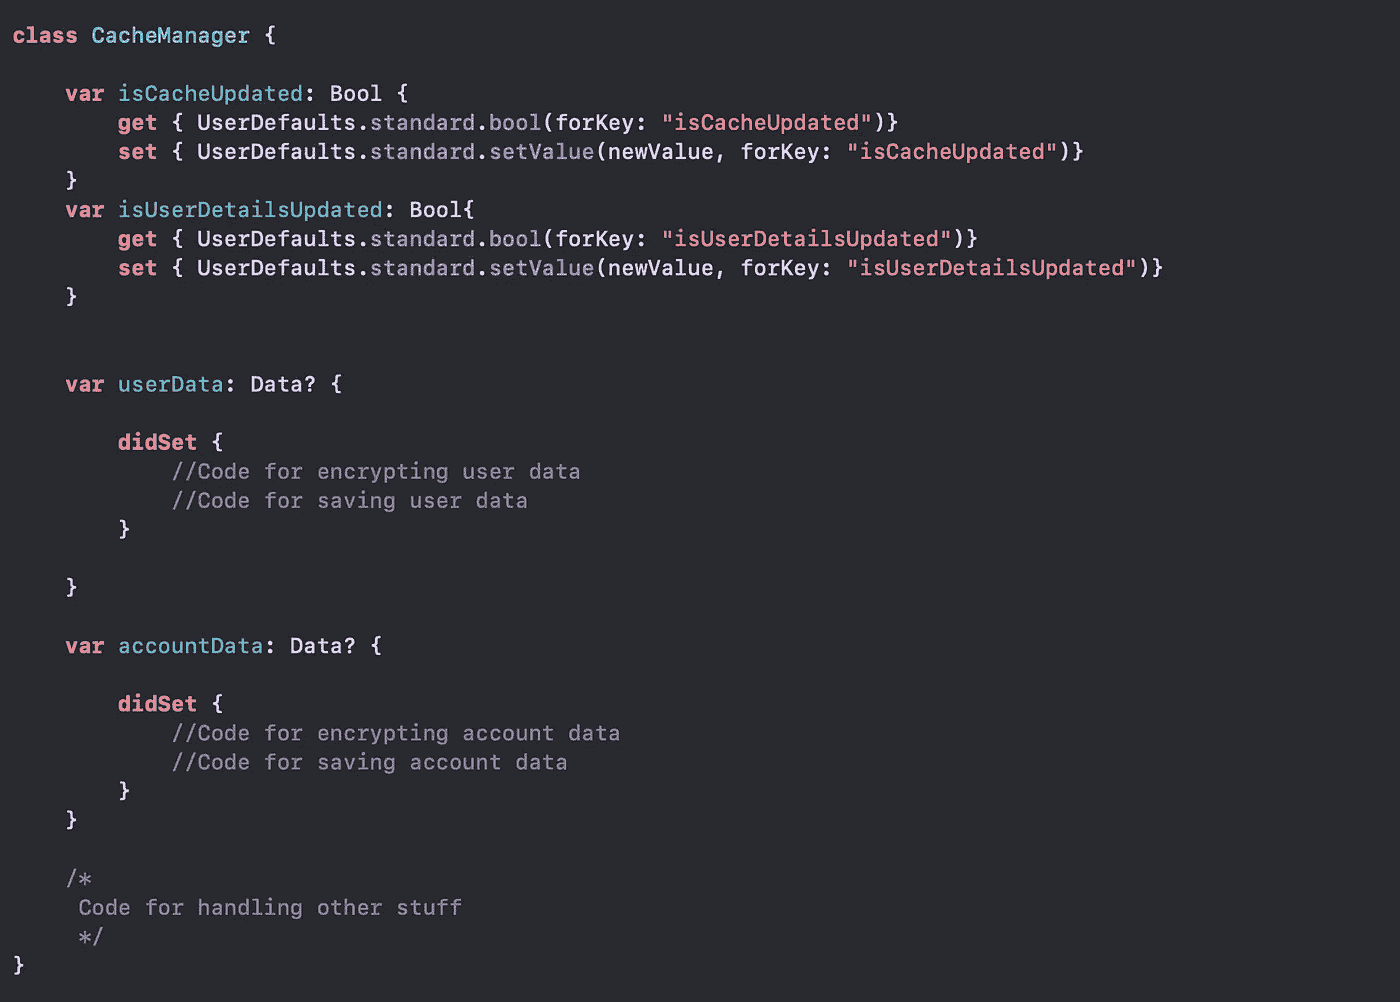 class CacheManager {
var isCacheUpdated: Bool {
get { UserDefaults.standard.bool(forKey: "isCacheUpdated")}
set { UserDefaults.standard.setValue(newValue, forKey: "isCacheUpdated")}
}
var isUserDetailsUpdated: Bool{
get { UserDefaults.standard.bool(forKey: "isUserDetailsUpdated")}
set { UserDefaults.standard.setValue(newValue, forKey: "isUserDetailsUpdated")}
}
var userData: Data? {
didSet {
//Code for encrypting user data
//Code for saving user data
}
}
var accountData: Data? {
didSet {
//Code for encrypting account data
//Code for saving account data
}
}
/*
Code for handling other stuff
*/
}